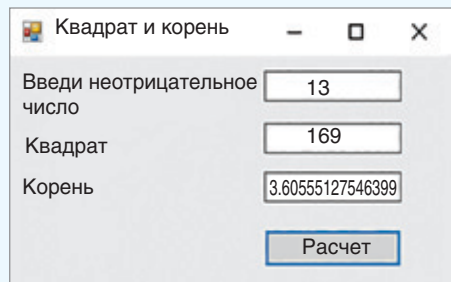 Квадрат и корень
Введи неотрицательное
число
13
Квадрат
169
Корень
3.60555127546399
Расчет